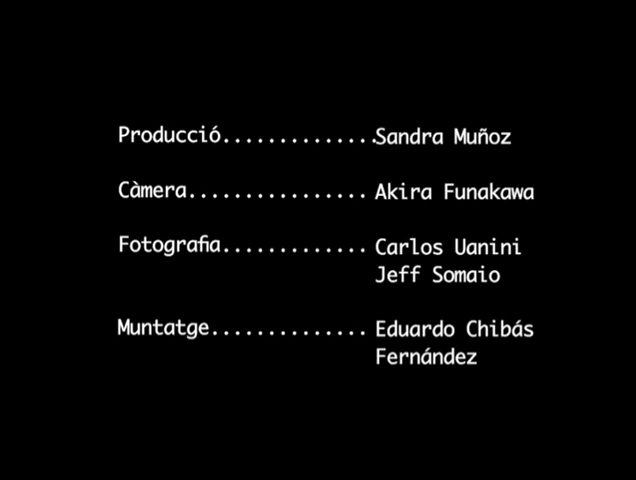 Producció..............Sandra Muñoz
Càmera................ Akira Funakawa
Fotografia............. Carlos Uanini
Jeff Somaio
Muntatge.............. Eduardo Chibás
Fernández